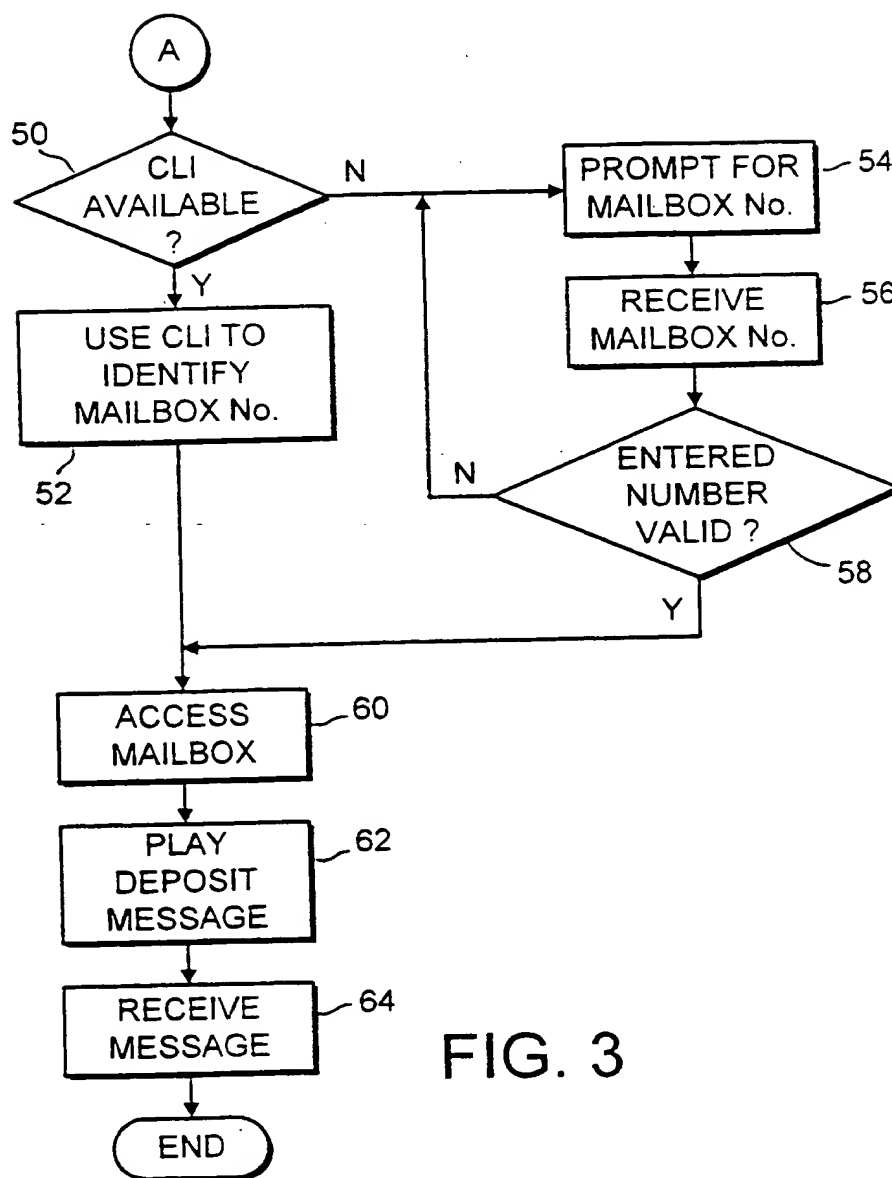 A
50
CLI
AVAILABLE
?
N
Y
PROMPT FOR
MAILBOX No.
54
RECEIVE
MAILBOX No.
56
USE CLI TO
IDENTIFY
MAILBOX No.
52
ENTERED
NUMBER
VALID ?
N
58
Y
ACCESS
MAILBOX
60
PLAY
DEPOSIT
MESSAGE
62
RECEIVE
MESSAGE
64
END
FIG. 3